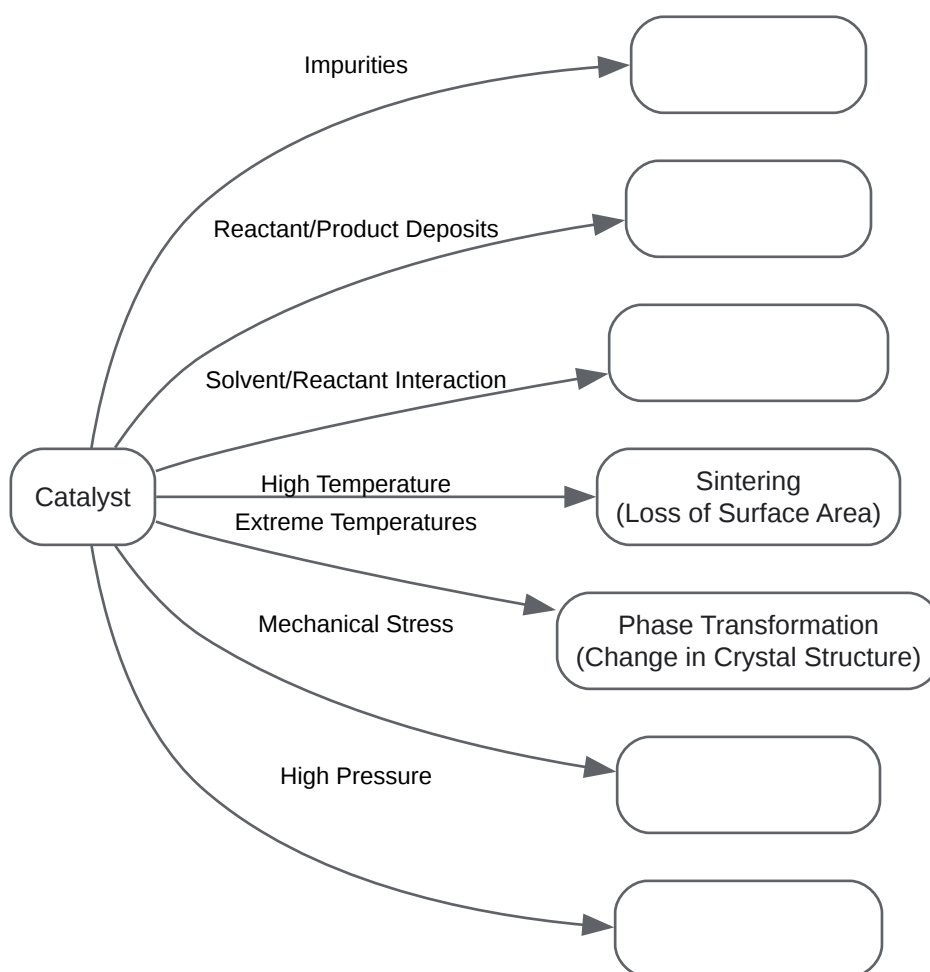 Impurities
Reactant/Product Deposits
Solvent/Reactant Interaction
Catalyst
High Temperature
Sintering
(Loss of Surface Area)
Extreme Temperatures
Phase Transformation
(Change in Crystal Structure)
Mechanical Stress
High Pressure